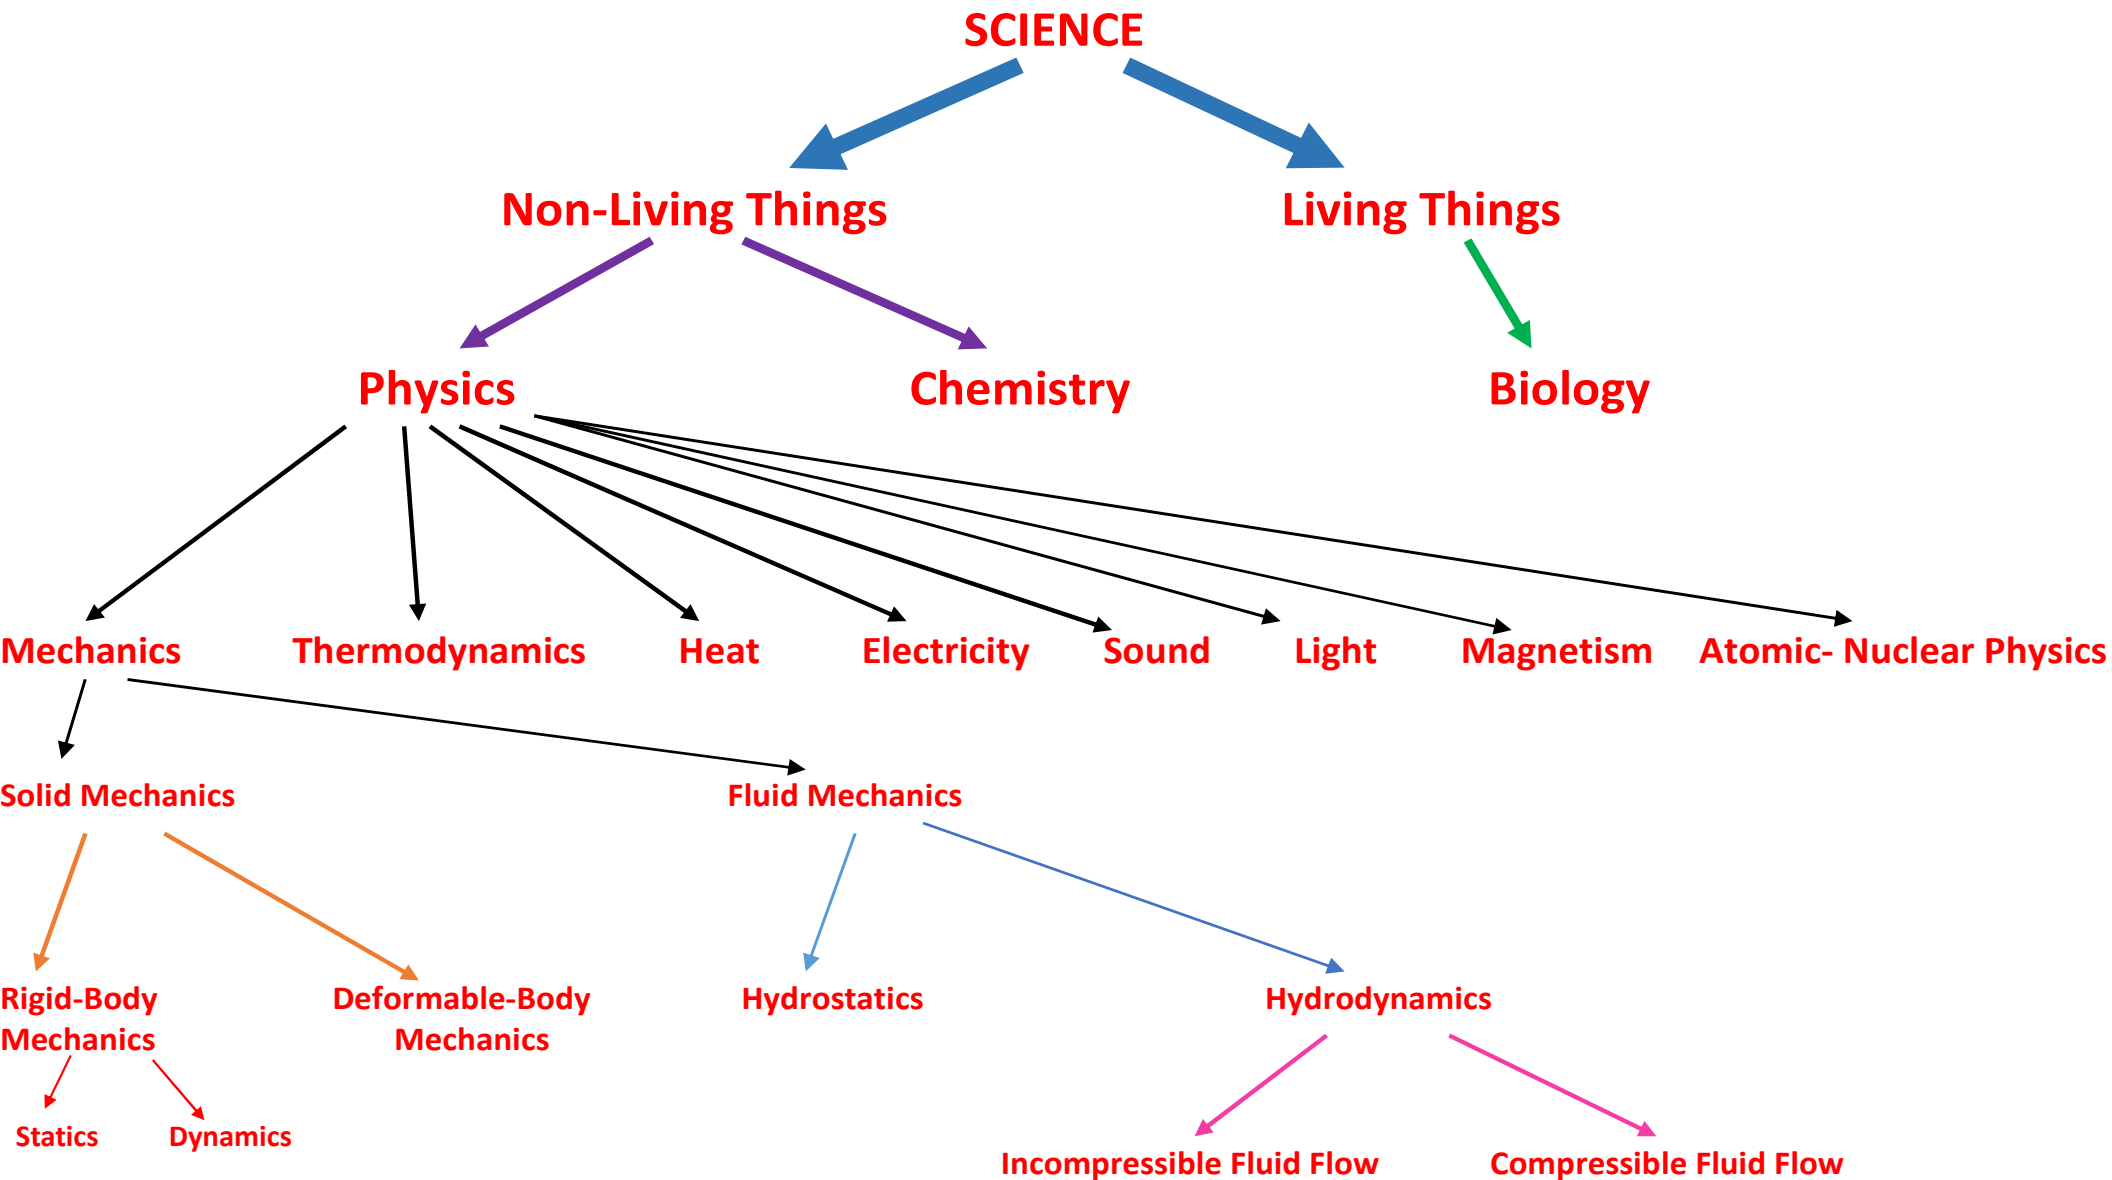 SCIENCE
Non-Living Things
Living Things
Physics
Chemistry
Biology
Mechanics
Thermodynamics
Heat
Electricity
Sound
Light
Magnetism
Atomic- Nuclear Physics
Solid Mechanics
Fluid Mechanics
Rigid-Body
Mechanics
Deformable-Body
Mechanics
Hydrostatics
Hydrodynamics
Statics
Dynamics
Incompressible Fluid Flow
Compressible Fluid Flow